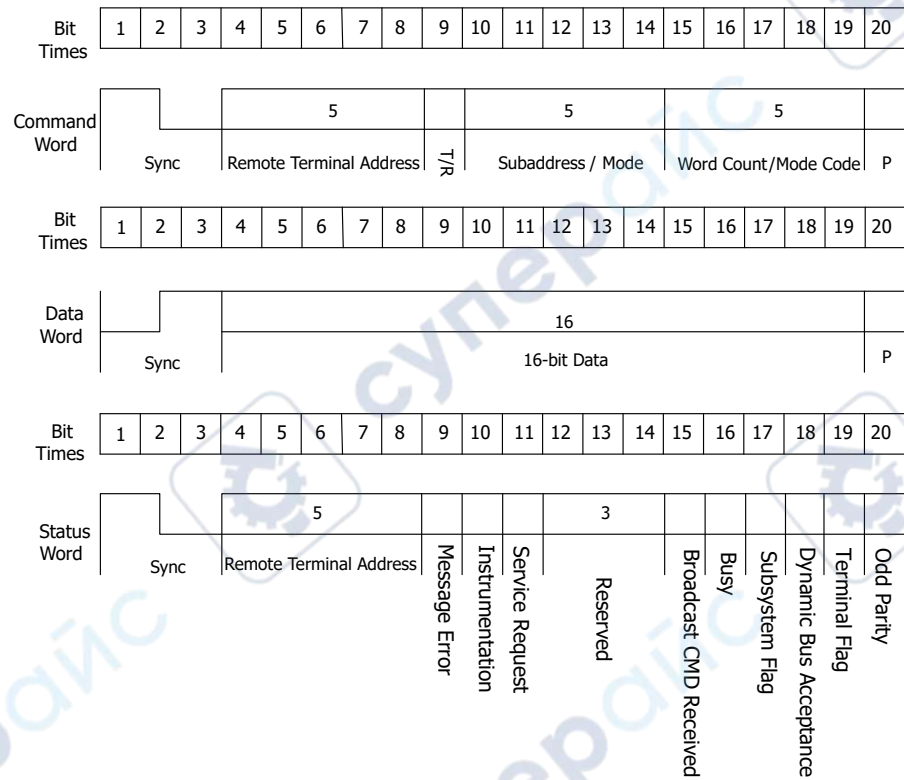 Bit Times 1 2 3 4 5 6 7 8 9 10 11 12 13 14 15 16 17 18 19 20
Command Word
5 5 5
Sync Remote Terminal Address T/R Subaddress / Mode Word Count/Mode Code P
Bit Times 1 2 3 4 5 6 7 8 9 10 11 12 13 14 15 16 17 18 19 20
Data Word
16
Sync 16-bit Data P
Bit Times 1 2 3 4 5 6 7 8 9 10 11 12 13 14 15 16 17 18 19 20
Status Word
5 3
Sync Remote Terminal Address
Message Error
Instrumentation
Service Request
Reserved
Broadcast CMD Received
Busy
Subsystem Flag
Dynamic Bus Acceptance
Terminal Flag
Odd Parity
суперайс